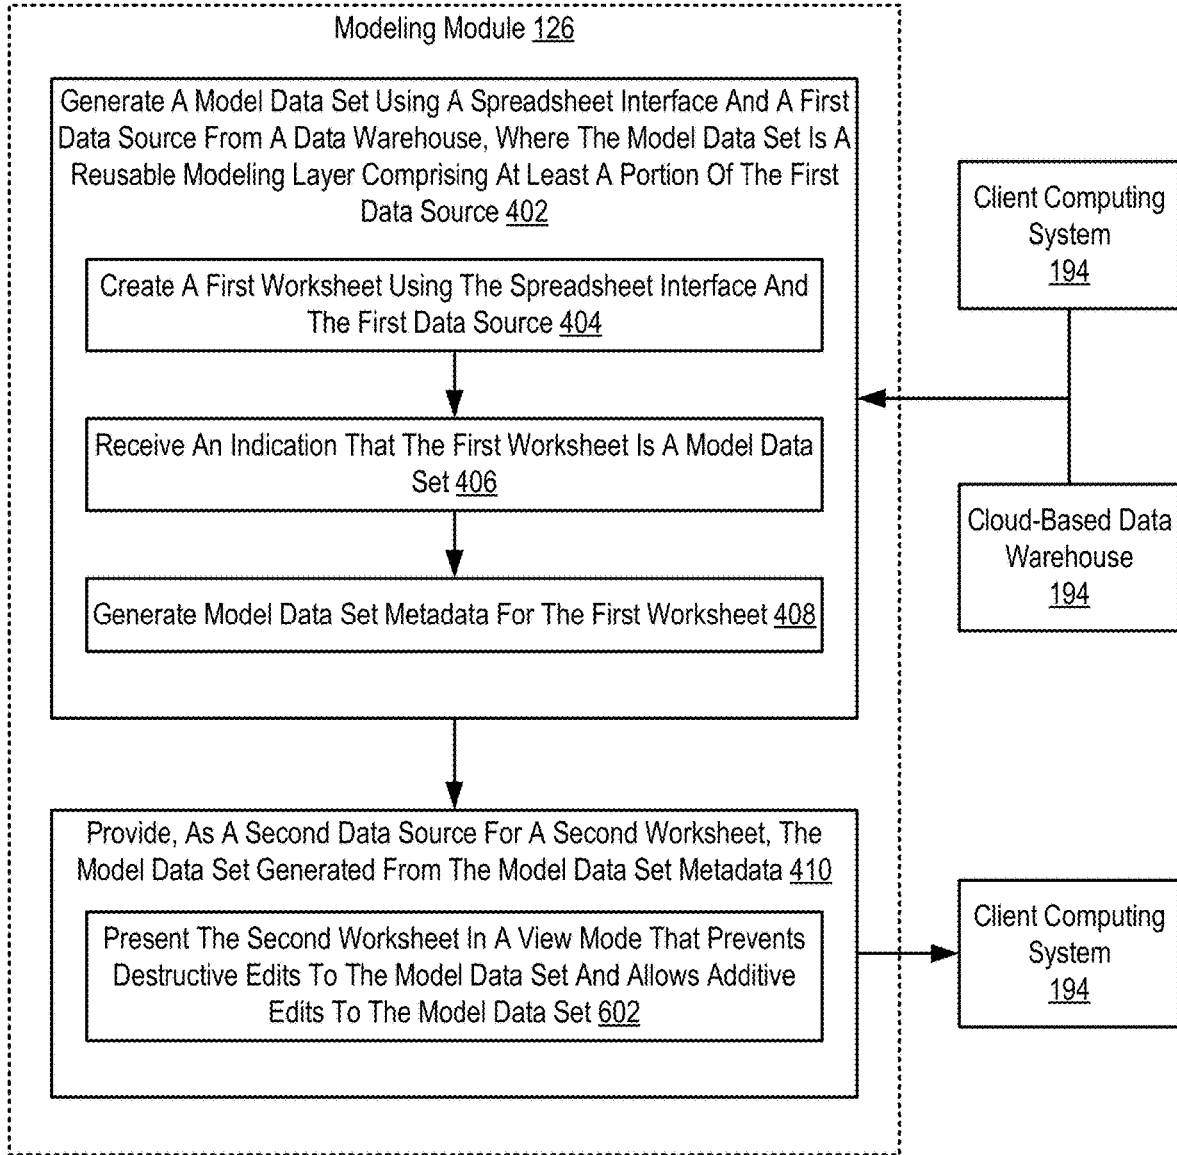 Modeling Module 126
Generate A Model Data Set Using A Spreadsheet Interface And A First
Data Source From A Data Warehouse, Where The Model Data Set Is A
Reusable Modeling Layer Comprising At Least A Portion Of The First
Data Source 402
Create A First Worksheet Using The Spreadsheet Interface And
The First Data Source 404
Receive An Indication That The First Worksheet Is A Model Data
Set 406
Generate Model Data Set Metadata For The First Worksheet 408
Client Computing
System
194
Cloud-Based Data
Warehouse
194
Provide, As A Second Data Source For A Second Worksheet, The
Model Data Set Generated From The Model Data Set Metadata 410
Present The Second Worksheet In A View Mode That Prevents
Destructive Edits To The Model Data Set And Allows Additive
Edits To The Model Data Set 602
Client Computing
System
194